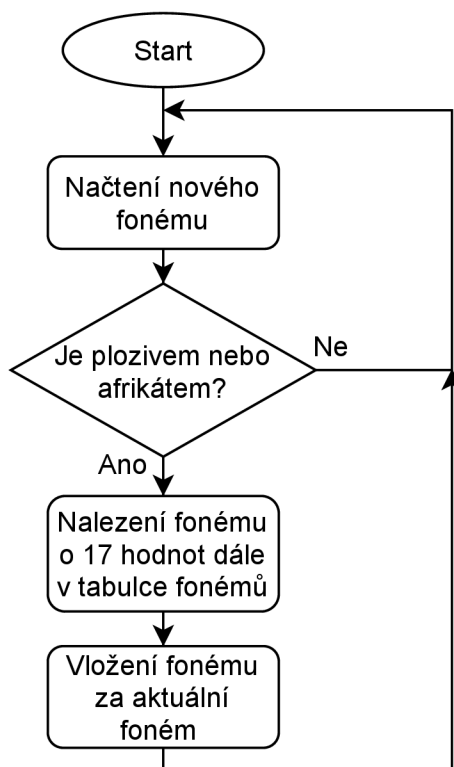 Start
Načtení nového
fonému
Je plozivem nebo
afrikátem?
Ne
Ano
Nalezení fonému
o 17 hodnot dále
v tabulce fonémů
Vložení fonému
za aktuální
foném